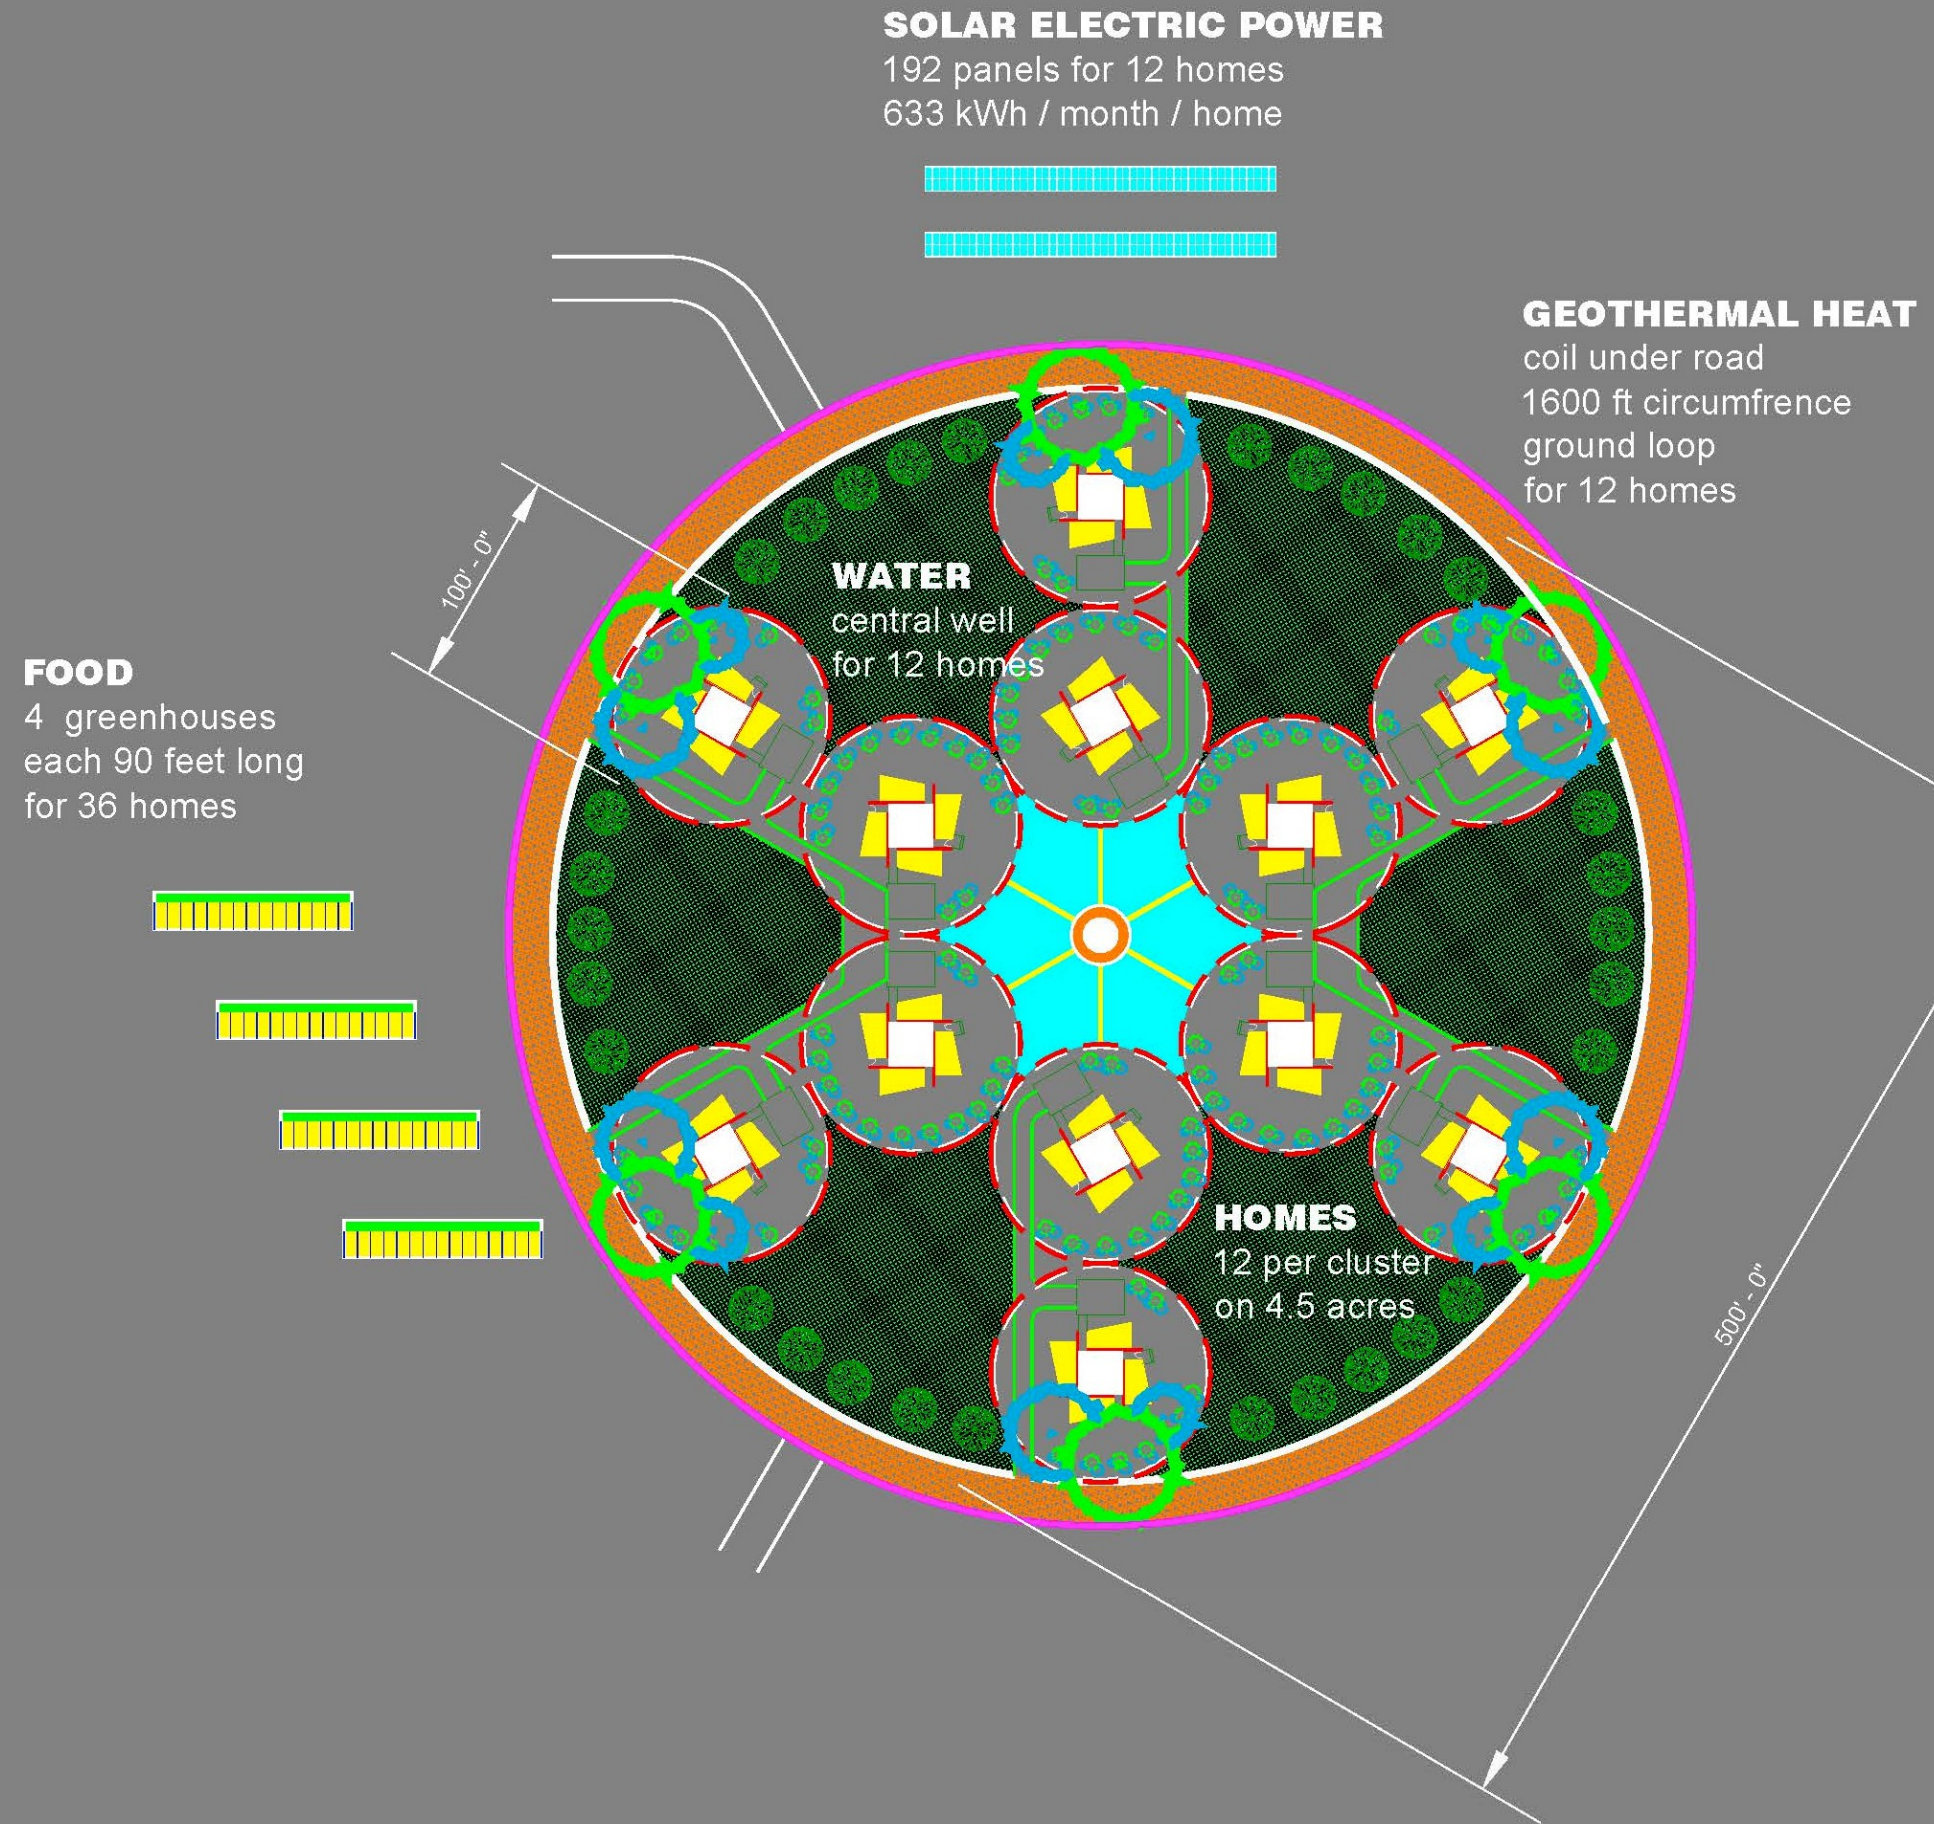 SOLAR ELECTRIC POWER
192 panels for 12 homes
633 kWh / month / home
GEOTHERMAL HEAT
coil under road
1600 ft circumfrence
ground loop
for 12 homes
100' - 0"
WATER
central well
for 12 homes
FOOD
4 greenhouses
each 90 feet long
for 36 homes
HOMES
12 per cluster
on 4.5 acres
500' - 0"